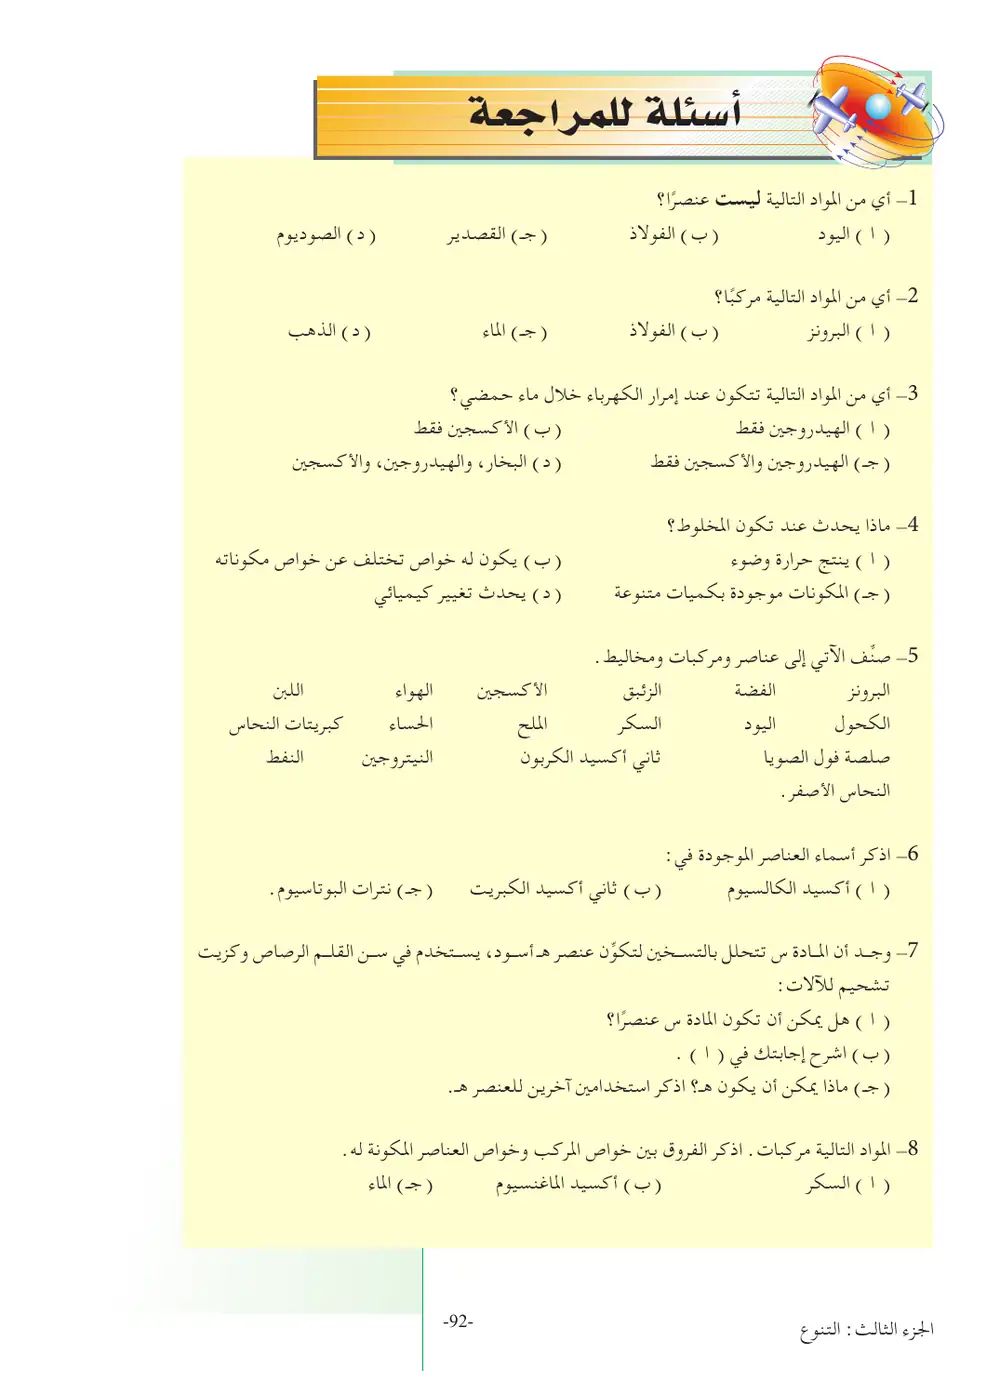 أسئلة للمراجعة
1– أي من المواد التالية ليست عنصرًا؟
( ا ) اليود ( ب ) الفولاذ ( جـ) القصدير ( د ) الصوديوم
2– أي من المواد التالية مركبًا؟
( ا ) البرونز ( ب ) الفولاذ ( جـ) الماء ( د ) الذهب
3– أي من المواد التالية تتكون عند إمرار الكهرباء خلال ماء حمضي؟
( ا ) الهيدروجين فقط ( ب ) الأكسجين فقط
( جـ) الهيدروجين والأكسجين فقط ( د ) البخار، والهيدروجين، والأكسجين
4– ماذا يحدث عند تكون المخلوط؟
( ا ) ينتج حرارة وضوء ( ب ) يكون له خواص تختلف عن خواص مكوناته
( جـ) المكونات موجودة بكميات متنوعة ( د ) يحدث تغيير كيميائي
5– صنِّف الآتي إلى عناصر ومركبات ومخاليط.
البرونز الفضة الزئبق الأكسجين الهواء اللبن
الكحول اليود السكر الملح الحساء كبريتات النحاس
صلصة فول الصويا ثاني أكسيد الكربون النيتروجين النفط
النحاس الأصفر.
6– اذكر أسماء العناصر الموجودة في:
( ا ) أكسيد الكالسيوم ( ب ) ثاني أكسيد الكبريت ( جـ) نترات البوتاسيوم.
7– وجـد أن المـادة س تتحلل بالتسـخين لتكوِّن عنصر هـ أسـود، يسـتخدم في سـن القلـم الرصاص وكزيت
تشحيم للآلات:
( ا ) هل يمكن أن تكون المادة س عنصرًا؟
( ب ) اشرح إجابتك في ( ا ) .
( جـ) ماذا يمكن أن يكون هـ؟ اذكر استخدامين آخرين للعنصر هـ.
8– المواد التالية مركبات. اذكر الفروق بين خواص المركب وخواص العناصر المكونة له.
( ا ) السكر ( ب ) أكسيد الماغنسيوم ( جـ) الماء
الجزء الثالث: التنوع -92-